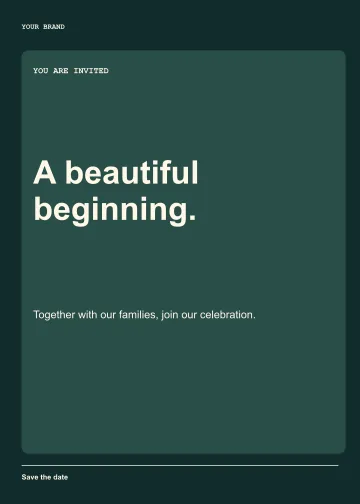 YOUR BRAND
YOU ARE INVITED
A beautiful
beginning.
Together with our families, join our celebration.
Save the date